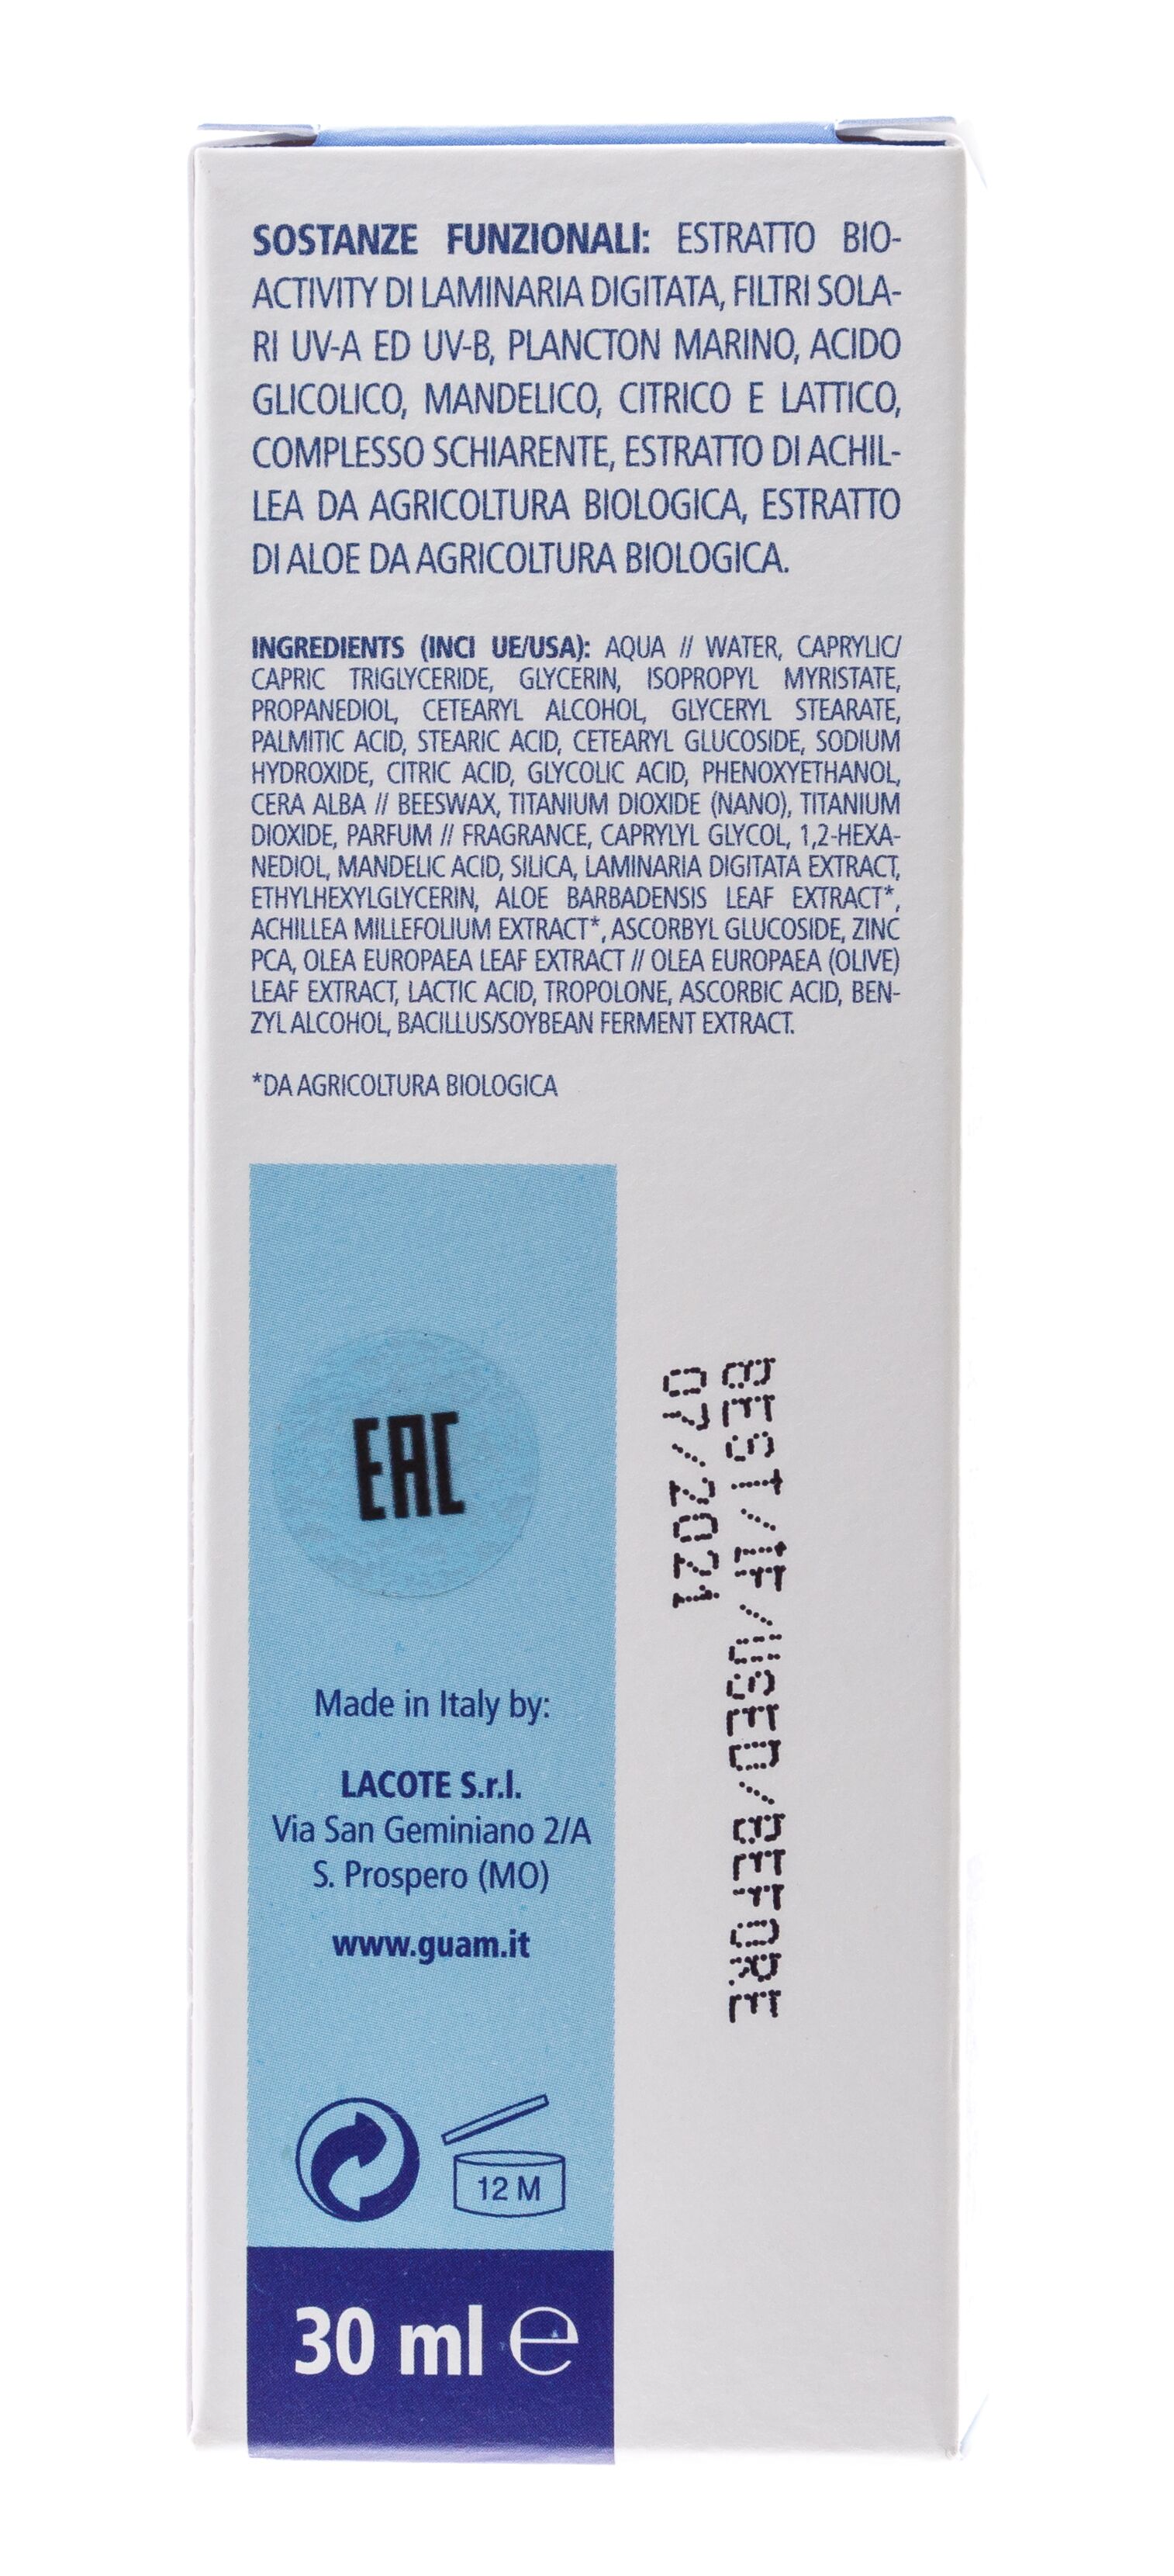 SOSTANZE FUNZIONALI: ESTRATTO BIO-
ACTIVITY DI LAMINARIA DIGITATA, FILTRI SOLA-
RI UV-A ED UV-B, PLANCTON MARINO, ACIDO
GLICOLICO, MANDELICO, CITRICO E LATTICO,
COMPLESSO SCHIARENTE, ESTRATTO DI ACHIL-
LEA DA AGRICOLTURA BIOLOGICA, ESTRATTO
DI ALOE DA AGRICOLTURA BIOLOGICA.
INGREDIENTS (INCI UE/USA): AQUA // WATER, CAPRYLIC/
CAPRIC TRIGLYCERIDE, GLYCERIN, ISOPROPYL MYRISTATE,
PROPANEDIOL, CETEARYL ALCOHOL, GLYCERYL STEARATE,
PALMITIC ACID, STEARIC ACID, CETEARYL GLUCOSIDE, SODIUM
HYDROXIDE, CITRIC ACID, GLYCOLIC ACID, PHENOXYETHANOL,
CERA ALBA // BEESWAX, TITANIUM DIOXIDE (NANO), TITANIUM
DIOXIDE, PARFUM // FRAGRANCE, CAPRYLYL GLYCOL, 1,2-HEXA-
NEDIOL, MANDELIC ACID, SILICA, LAMINARIA DIGITATA EXTRACT,
ETHYLHEXYLGLYCERIN, ALOE BARBADENSIS LEAF EXTRACT*,
ACHILLEA MILLEFOLIUM EXTRACT*, ASCORBYL GLUCOSIDE, ZINC
PCA, OLEA EUROPAEA LEAF EXTRACT // OLEA EUROPAEA (OLIVE)
LEAF EXTRACT, LACTIC ACID, TROPOLONE, ASCORBIC ACID, BEN-
ZYL ALCOHOL, BACILLUS/SOYBEAN FERMENT EXTRACT.
*DA AGRICOLTURA BIOLOGICA
EAC
Made in Italy by:
LACOTE S.r.l.
Via San Geminiano 2/A
S. Prospero (MO)
www.guam.it
12 M
30 ml e
BEST/IF/USED/BEFORE
07/2021